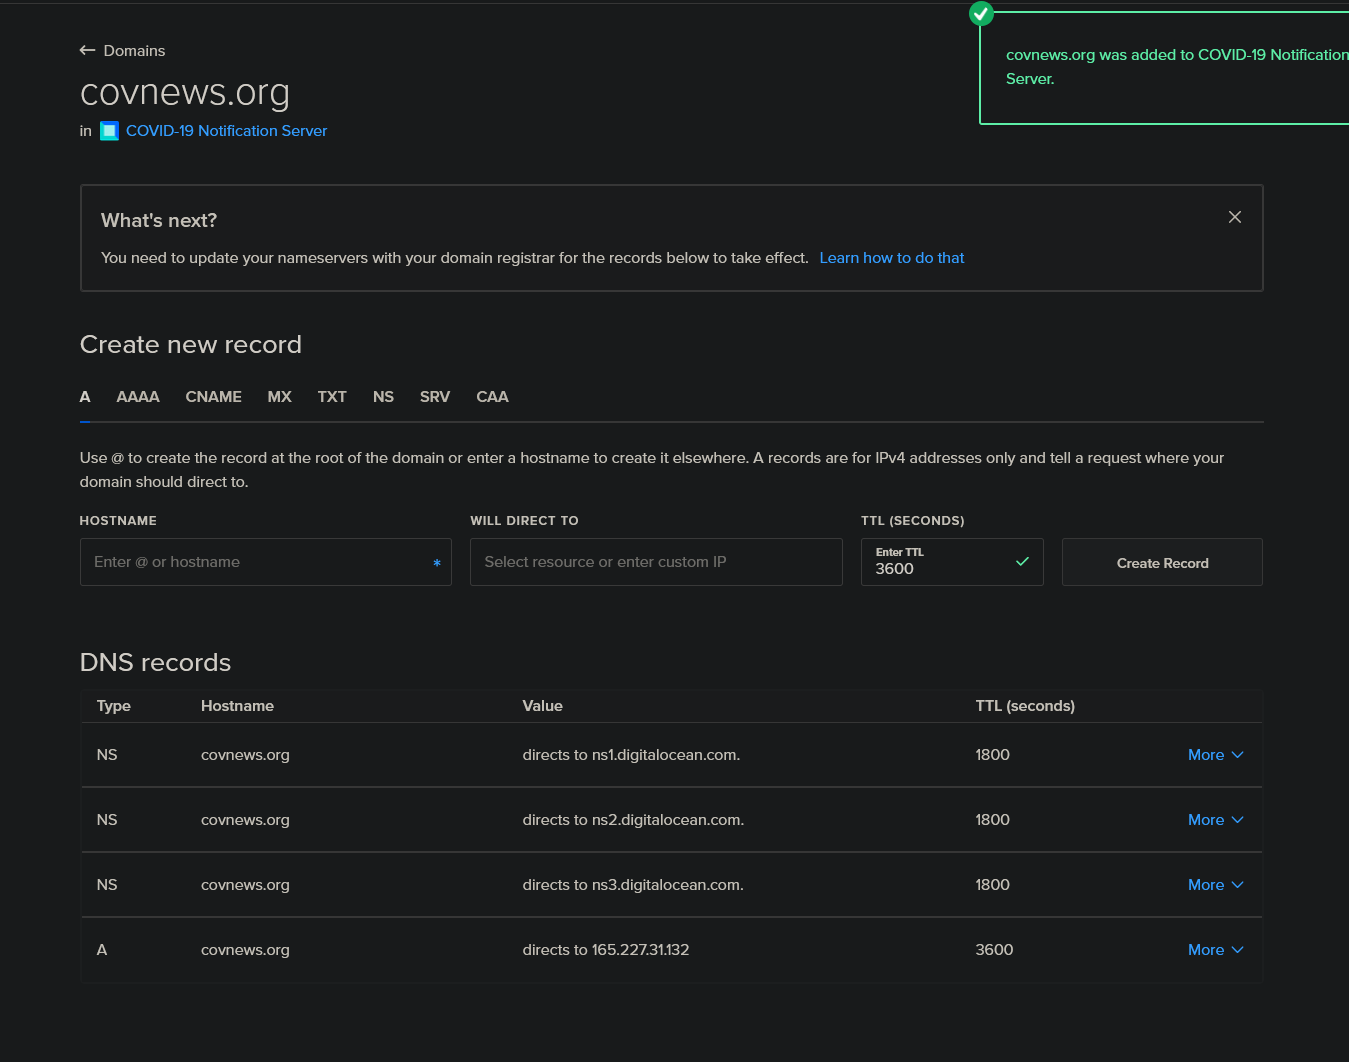 covnews.org was added to COVID-19 Notification
Server.
← Domains
covnews.org
in COVID-19 Notification Server
What's next?
You need to update your nameservers with your domain registrar for the records below to take effect. Learn how to do that
Create new record
A AAAA CNAME MX TXT NS SRV CAA
Use @ to create the record at the root of the domain or enter a hostname to create it elsewhere. A records are for IPv4 addresses only and tell a request where your
domain should direct to.
HOSTNAME WILL DIRECT TO TTL (SECONDS)
Enter TTL
Enter @ or hostname * Select resource or enter custom IP 3600 Create Record
DNS records
Type Hostname Value TTL (seconds)
NS covnews.org directs to ns1.digitalocean.com. 1800 More
NS covnews.org directs to ns2.digitalocean.com. 1800 More
NS covnews.org directs to ns3.digitalocean.com. 1800 More
A covnews.org directs to 165.227.31.132 3600 More